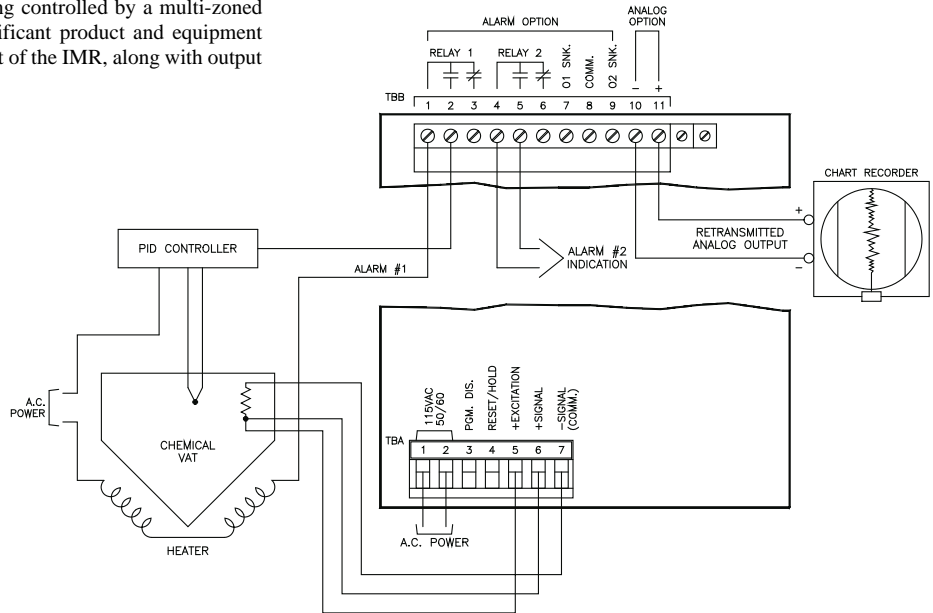 ng controlled by a multi-zoned
ificant product and equipment
t of the IMR, along with output
ALARM OPTION
ANALOG
OPTION
RELAY 1
RELAY 2
O1 SNK.
COMM.
O2 SNK.
- +
TBB
1 2 3 4 5 6 7 8 9 10 11
CHART RECORDER
+
RETRANSMITTED
ANALOG OUTPUT
-
PID CONTROLLER
ALARM #1
ALARM #2
INDICATION
A.C.
POWER
CHEMICAL
VAT
HEATER
115VAC
50/60
PGM. DIS.
RESET/HOLD
+EXCITATION
+SIGNAL
-SIGNAL
(COMM.)
TBA
1 2 3 4 5 6 7
A.C. POWER